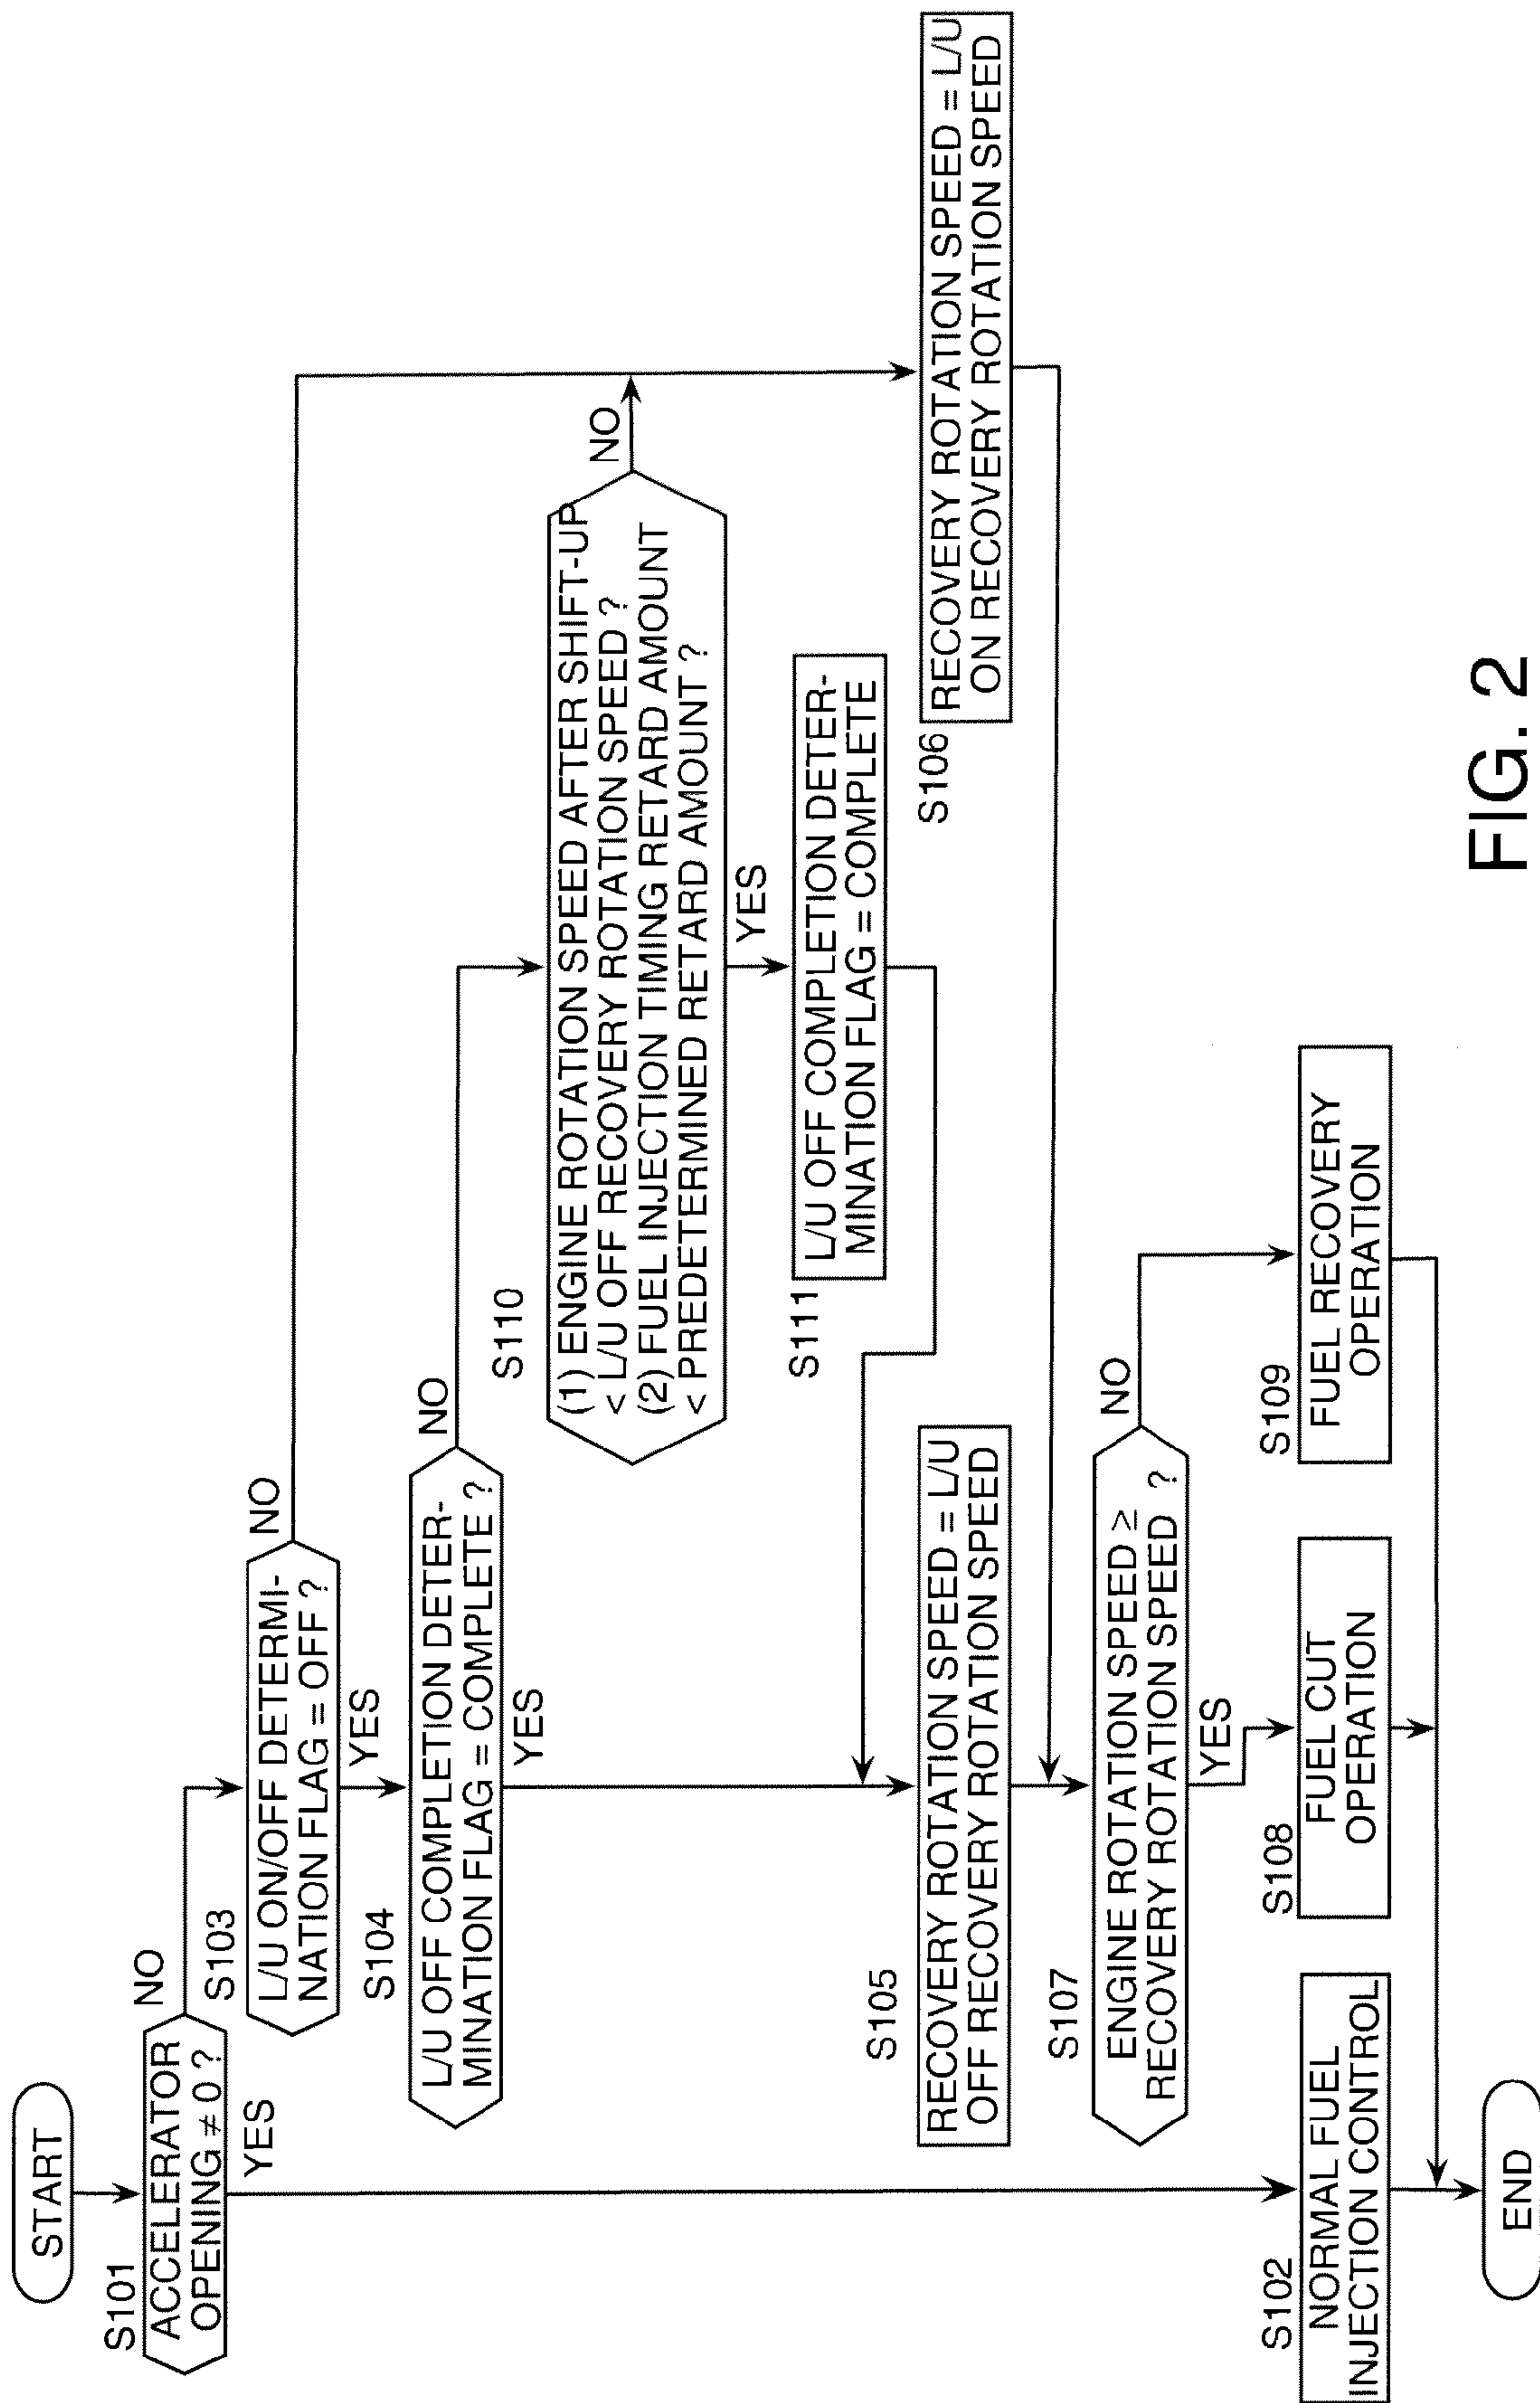 START
S101
ACCELERATOR
OPENING ≠ 0 ?
NO
YES
S103
L/U ON/OFF DETERMI-
NATION FLAG = OFF ?
NO
YES
S104
L/U OFF COMPLETION DETER-
MINATION FLAG = COMPLETE ?
NO
YES
S110
(1) ENGINE ROTATION SPEED AFTER SHIFT-UP
< L/U OFF RECOVERY ROTATION SPEED ?
(2) FUEL INJECTION TIMING RETARD AMOUNT
< PREDETERMINED RETARD AMOUNT ?
NO
YES
S111
L/U OFF COMPLETION DETER-
MINATION FLAG = COMPLETE
S105
RECOVERY ROTATION SPEED = L/U
OFF RECOVERY ROTATION SPEED
S106
RECOVERY ROTATION SPEED = L/U
ON RECOVERY ROTATION SPEED
S107
ENGINE ROTATION SPEED ≥
RECOVERY ROTATION SPEED ?
NO
YES
S102
NORMAL FUEL
INJECTION CONTROL
S108
FUEL CUT
OPERATION
S109
FUEL RECOVERY
OPERATION
END
FIG. 2